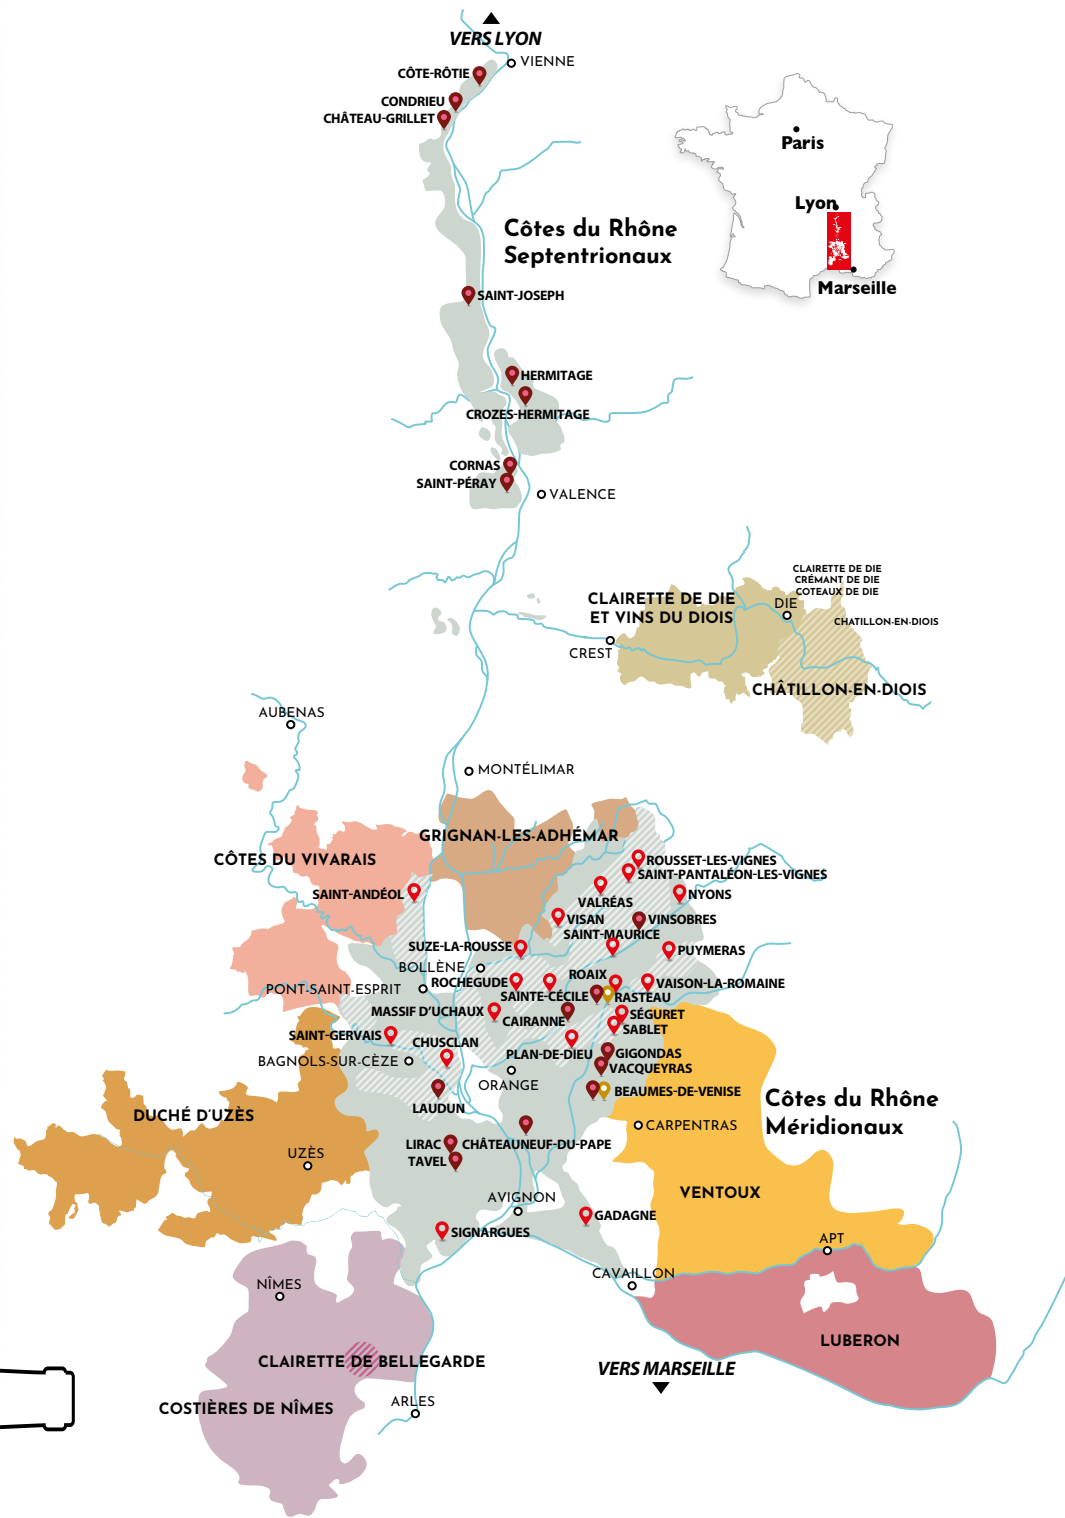 VERS LYON
VIENNE
CÔTE-RÔTIE
CONDRIEU
CHÂTEAU-GRILLET
Paris
Lyon
Marseille
Côtes du Rhône
Septentrionaux
SAINT-JOSEPH
HERMITAGE
CROZES-HERMITAGE
CORNAS
SAINT-PÉRAY
VALENCE
CLAIRETTE DE DIE
CRÉMANT DE DIE
COTEAUX DE DIE
CLAIRETTE DE DIE
ET VINS DU DIOIS
DIE
CHATILLON-EN-DIOIS
CREST
CHÂTILLON-EN-DIOIS
AUBENAS
MONTÉLIMAR
GRIGNAN-LES-ADHÉMAR
CÔTES DU VIVARAIS
ROUSSET-LES-VIGNES
SAINT-PANTALÉON-LES-VIGNES
SAINT-ANDÉOL
NYONS
VALRÉAS
VISAN
VINSOBRES
SAINT-MAURICE
SUZE-LA-ROUSSE
PUYMERAS
BOLLÈNE
ROAIX
ROCHEGUDE
VAISON-LA-ROMAINE
PONT-SAINT-ESPRIT
SAINTE-CÉCILE
RASTEAU
MASSIF D'UCHAUX
SÉGURET
CAIRANNE
SABLET
SAINT-GERVAIS
CHUSCLAN
PLAN-DE-DIEU
GIGONDAS
BAGNOLS-SUR-CÈZE
VACQUEYRAS
ORANGE
BEAUMES-DE-VENISE
LAUDUN
Côtes du Rhône
Méridionaux
DUCHÉ D'UZÈS
CARPENTRAS
LIRAC
CHÂTEAUNEUF-DU-PAPE
UZÈS
TAVEL
VENTOUX
AVIGNON
GADAGNE
SIGNARGUES
APT
CAVAILLON
NÎMES
LUBERON
CLAIRETTE DE BELLEGARDE
VERS MARSEILLE
ARLES
COSTIÈRES DE NÎMES